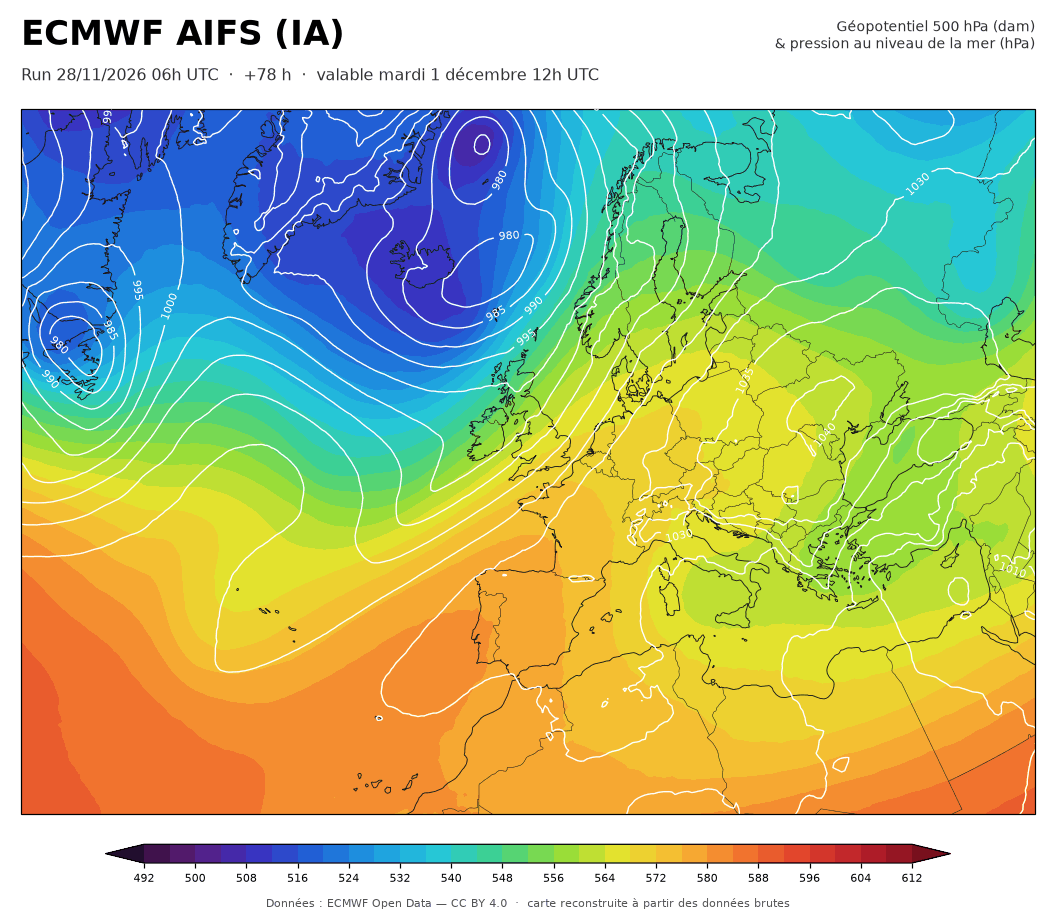 ECMWF AIFS (IA)
Géopotentiel 500 hPa (dam)
& pression au niveau de la mer (hPa)
Run 28/11/2026 06h UTC · +78 h · valable mardi 1 décembre 12h UTC
980
1030
980
995
1000
985
990
985
995
980
990
1015
1030
1010
492 500 508 516 524 532 540 548 556 564 572 580 588 596 604 612
Données : ECMWF Open Data — CC BY 4.0 · carte reconstruite à partir des données brutes